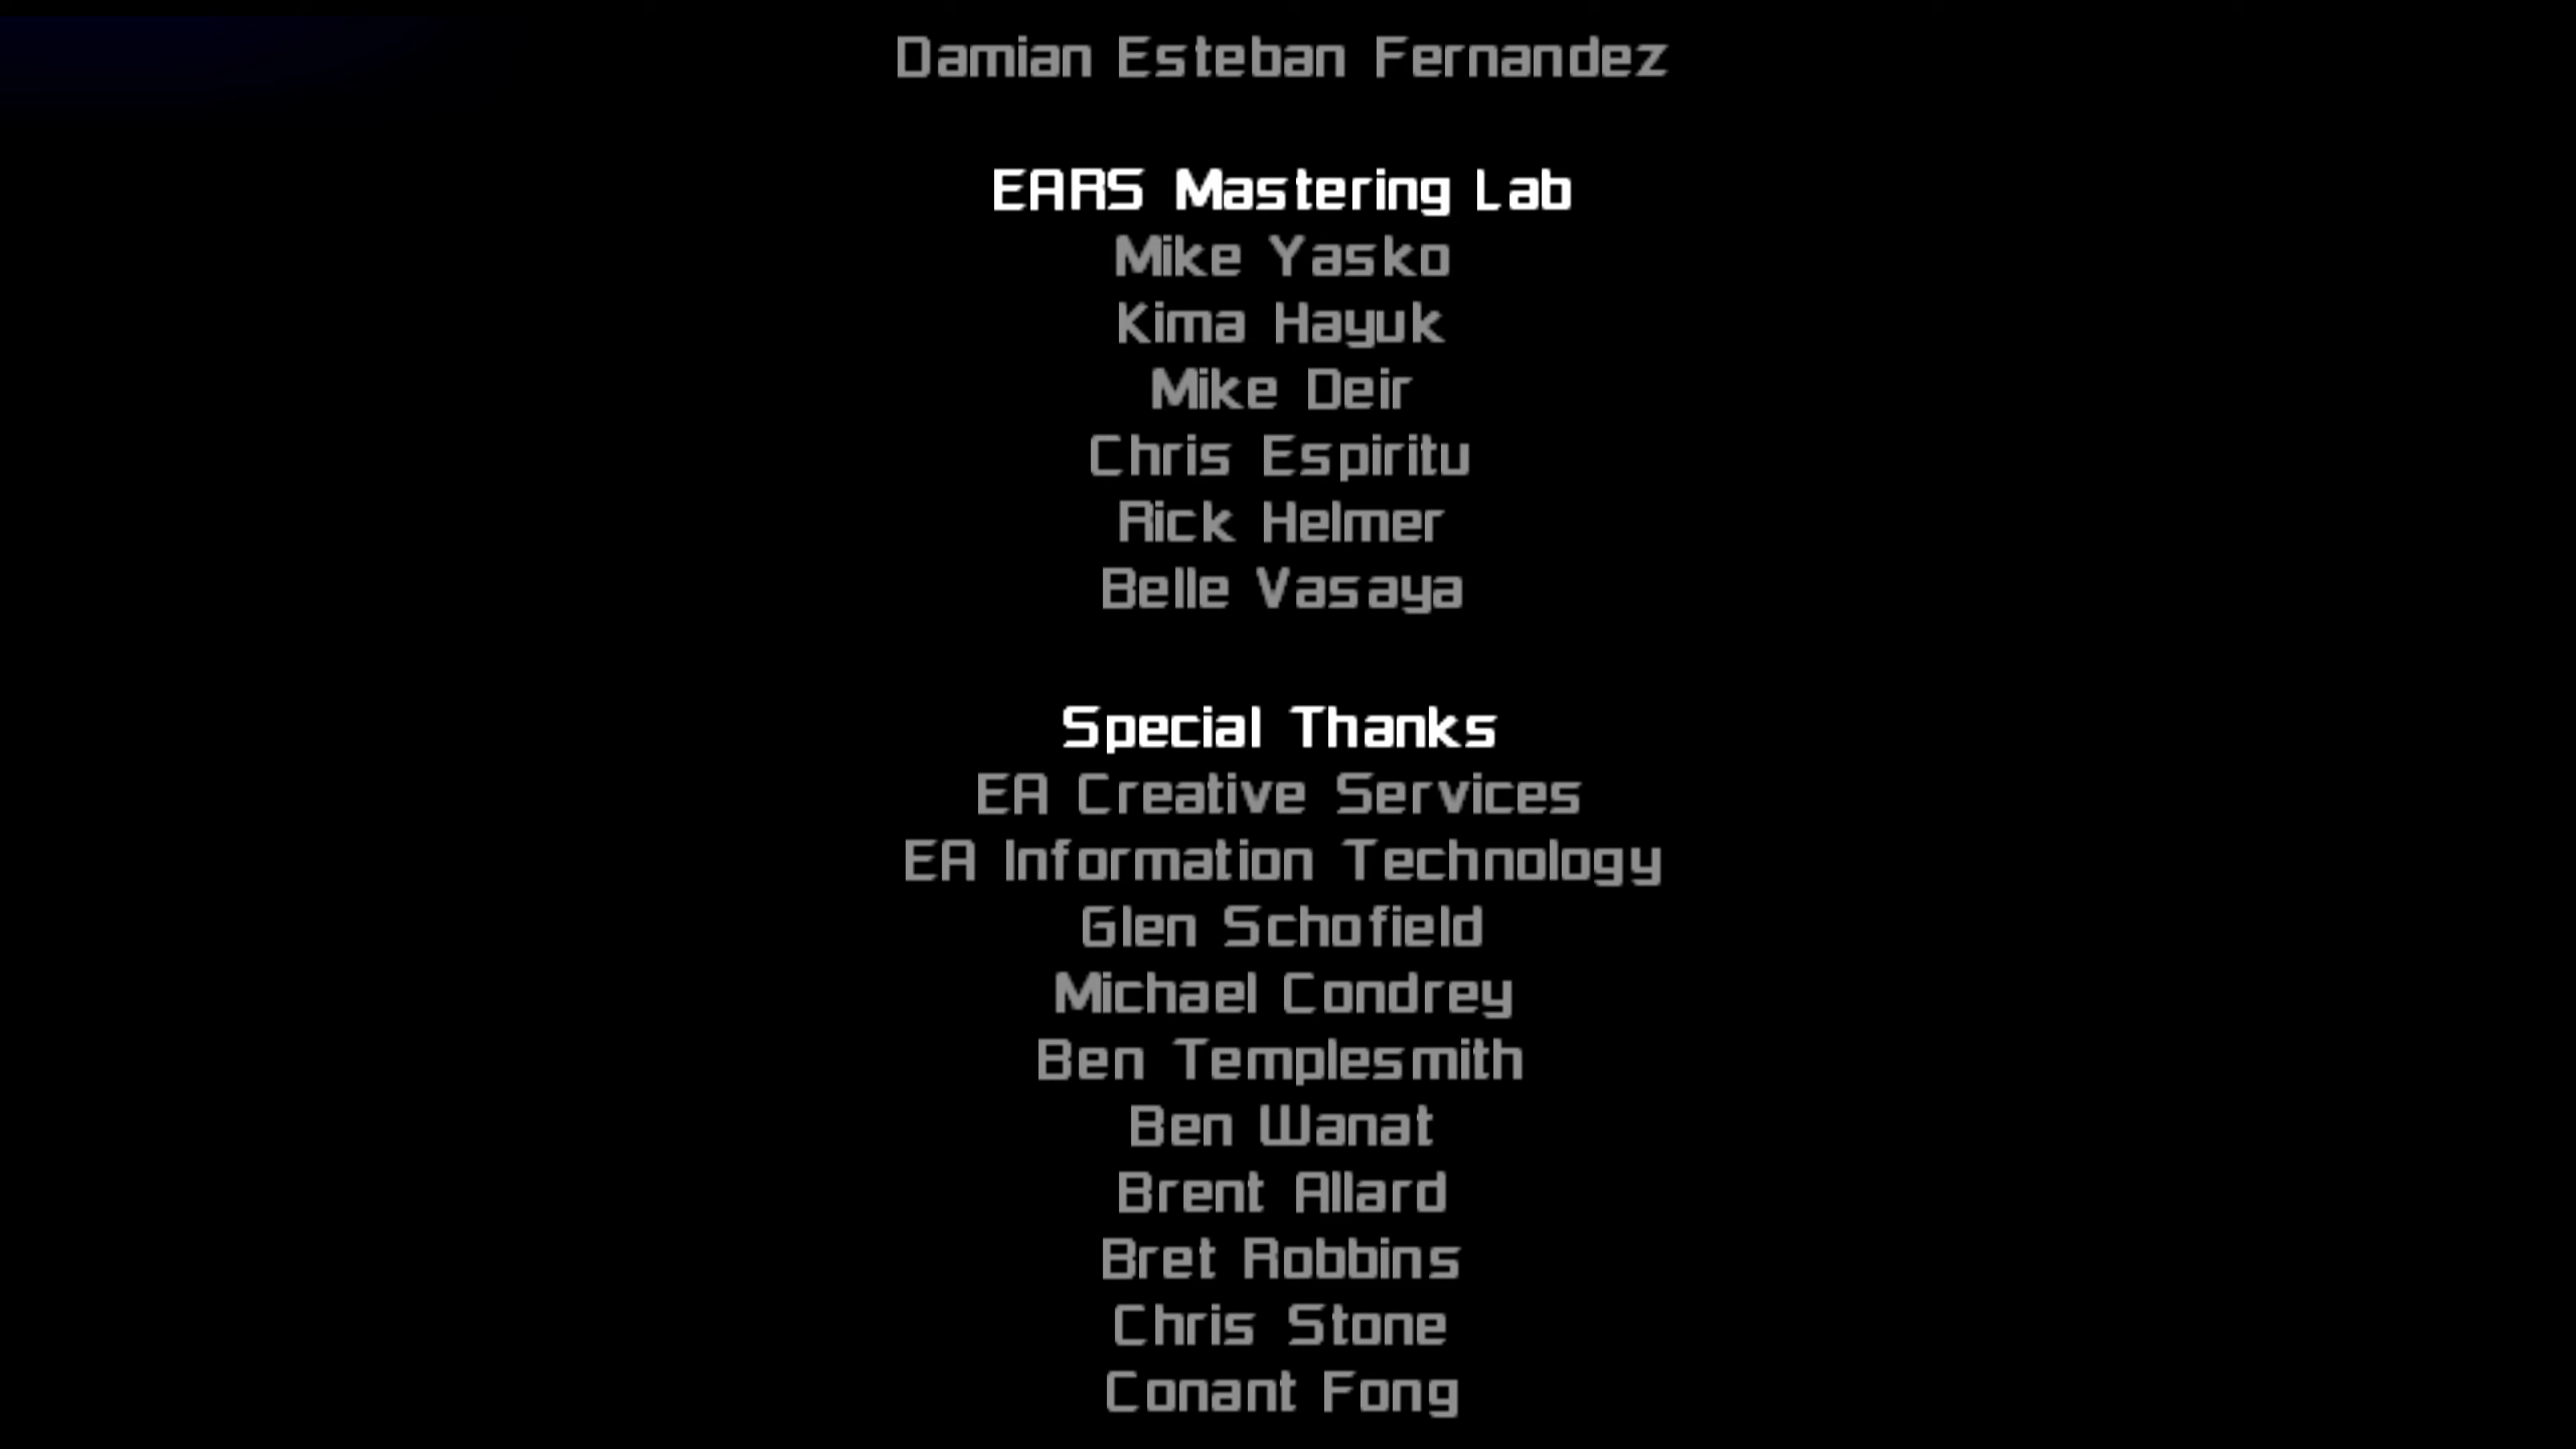 Damian Esteban Fernandez
EARS Mastering Lab
Mike Yasko
Kima Hayuk
Mike Deir
Chris Espiritu
Rick Helmer
Belle Vasaya
Special Thanks
EA Creative Services
EA Information Technology
Glen Schofield
Michael Condrey
Ben Templesmith
Ben Wanat
Brent Allard
Bret Robbins
Chris Stone
Conant Fong